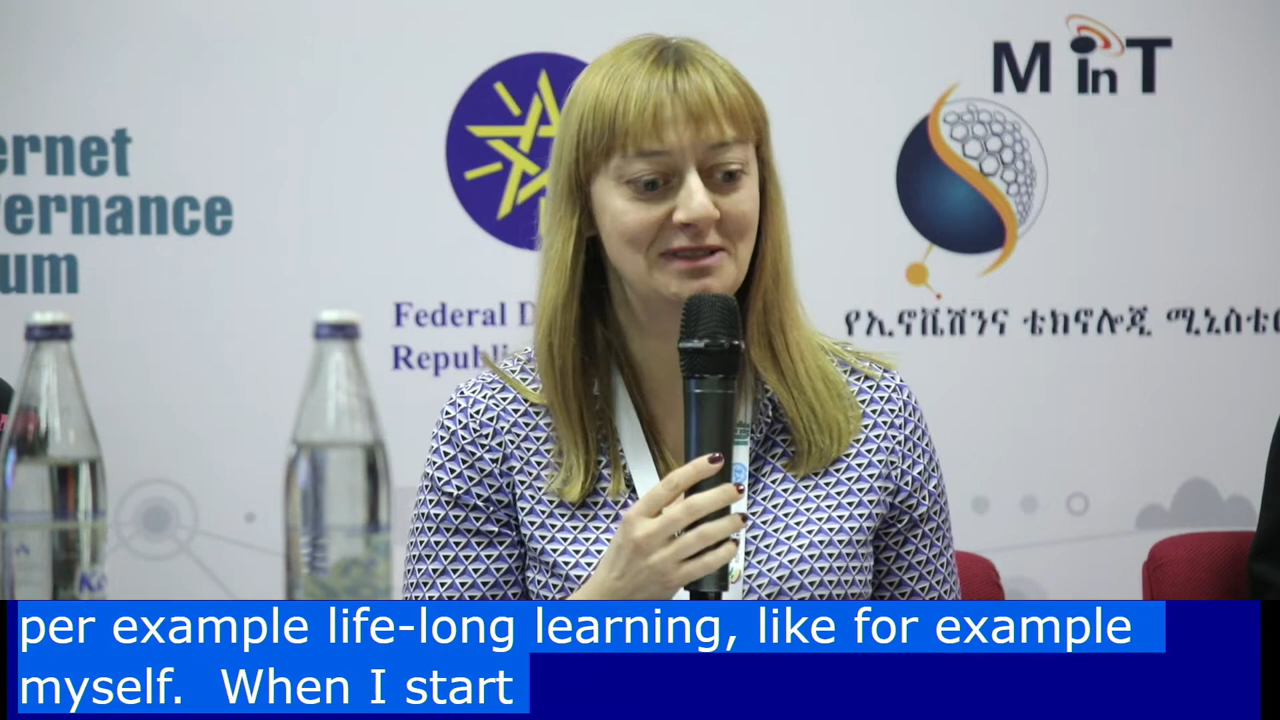 ernet
ernance
um
Federal D
Republi
M in T
የኢኖቬሽንና ቴክኖሎጂ ሚኒስቴ
per example life-long learning, like for example
myself.  When I start